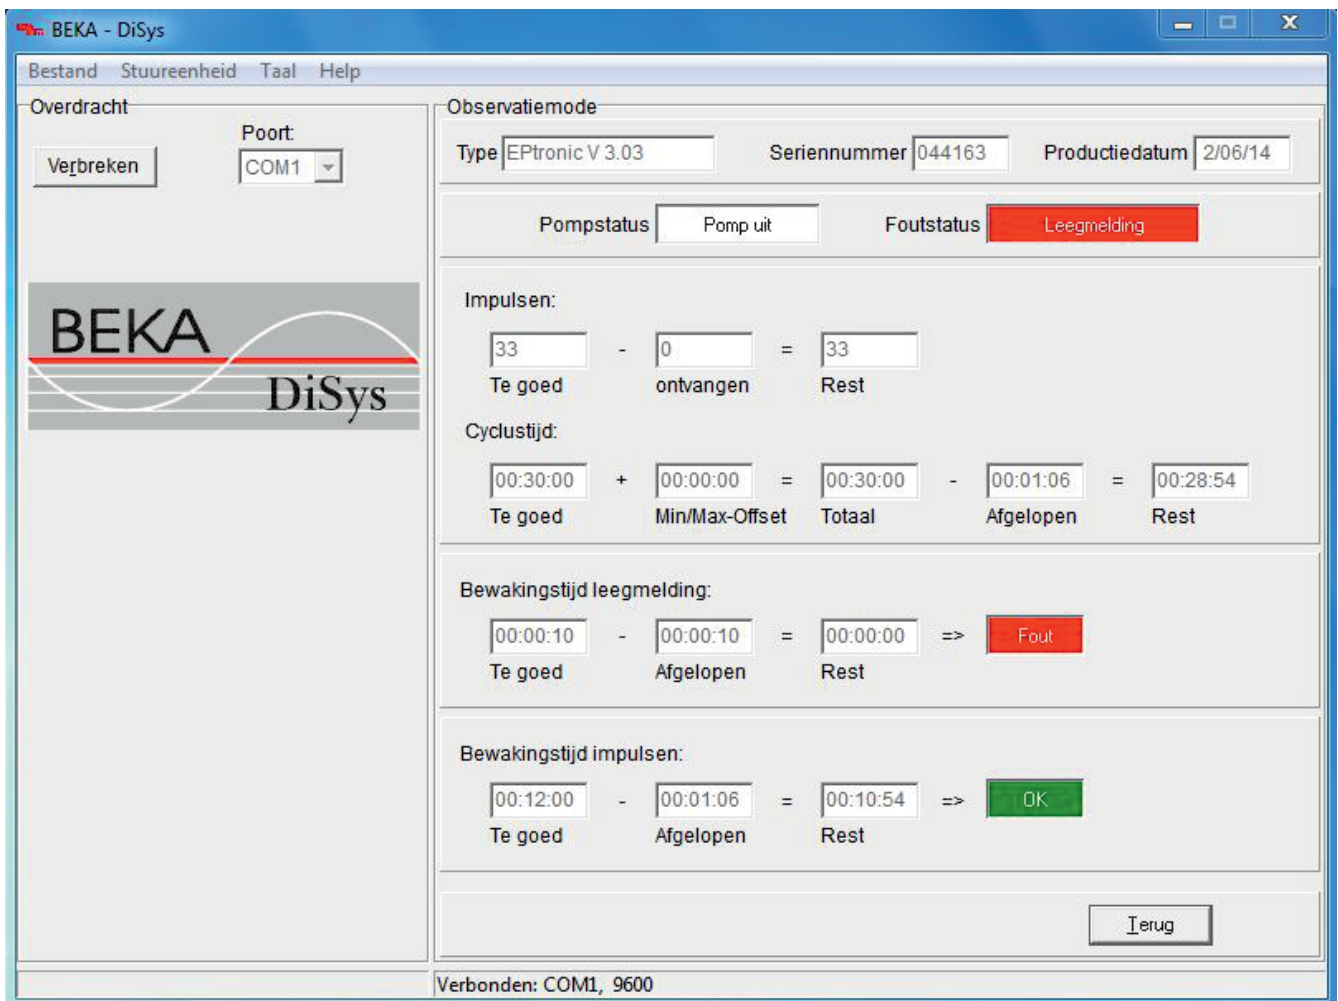 BEKA - DiSys
Bestand Stuureenheid Taal Help
Overdracht
Poort:
Verbreken COM1
BEKA
DiSys
Observatiemode
Type EPtronic V 3.03 Seriennummer 044163 Productiedatum 2/06/14
Pompstatus Pomp uit Foutstatus Leegmelding
Impulsen:
33 - 0 = 33
Te goed ontvangen Rest
Cyclustijd:
00:30:00 + 00:00:00 = 00:30:00 - 00:01:06 = 00:28:54
Te goed Min/Max-Offset Totaal Afgelopen Rest
Bewakingstijd leegmelding:
00:00:10 - 00:00:10 = 00:00:00 => Fout
Te goed Afgelopen Rest
Bewakingstijd impulsen:
00:12:00 - 00:01:06 = 00:10:54 => OK
Te goed Afgelopen Rest
Terug
Verbonden: COM1, 9600